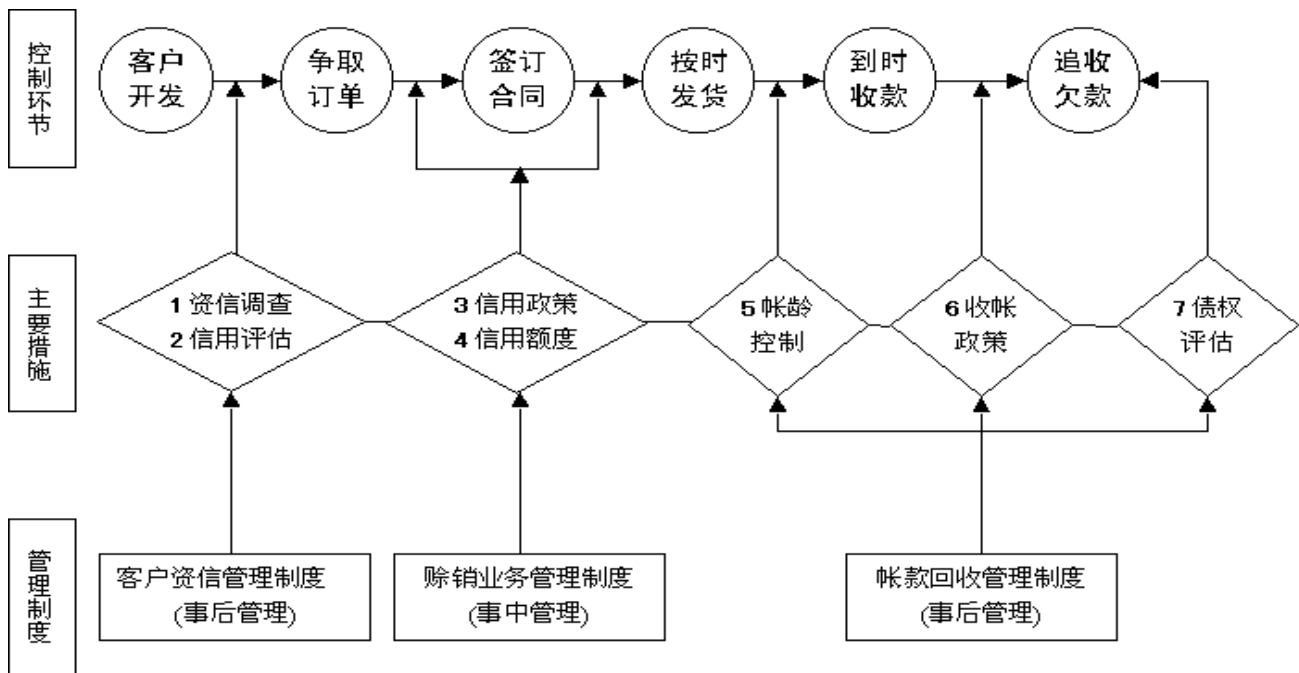 控制环节
客户
开发
争取
订单
签订
合同
按时
发货
到时
收款
追收
欠款
主要措施
1 资信调查
2 信用评估
3 信用政策
4 信用额度
5 帐龄
控制
6 收帐
政策
7 债权
评估
管理制度
客户资信管理制度
(事后管理)
赊销业务管理制度
(事中管理)
帐款回收管理制度
(事后管理)